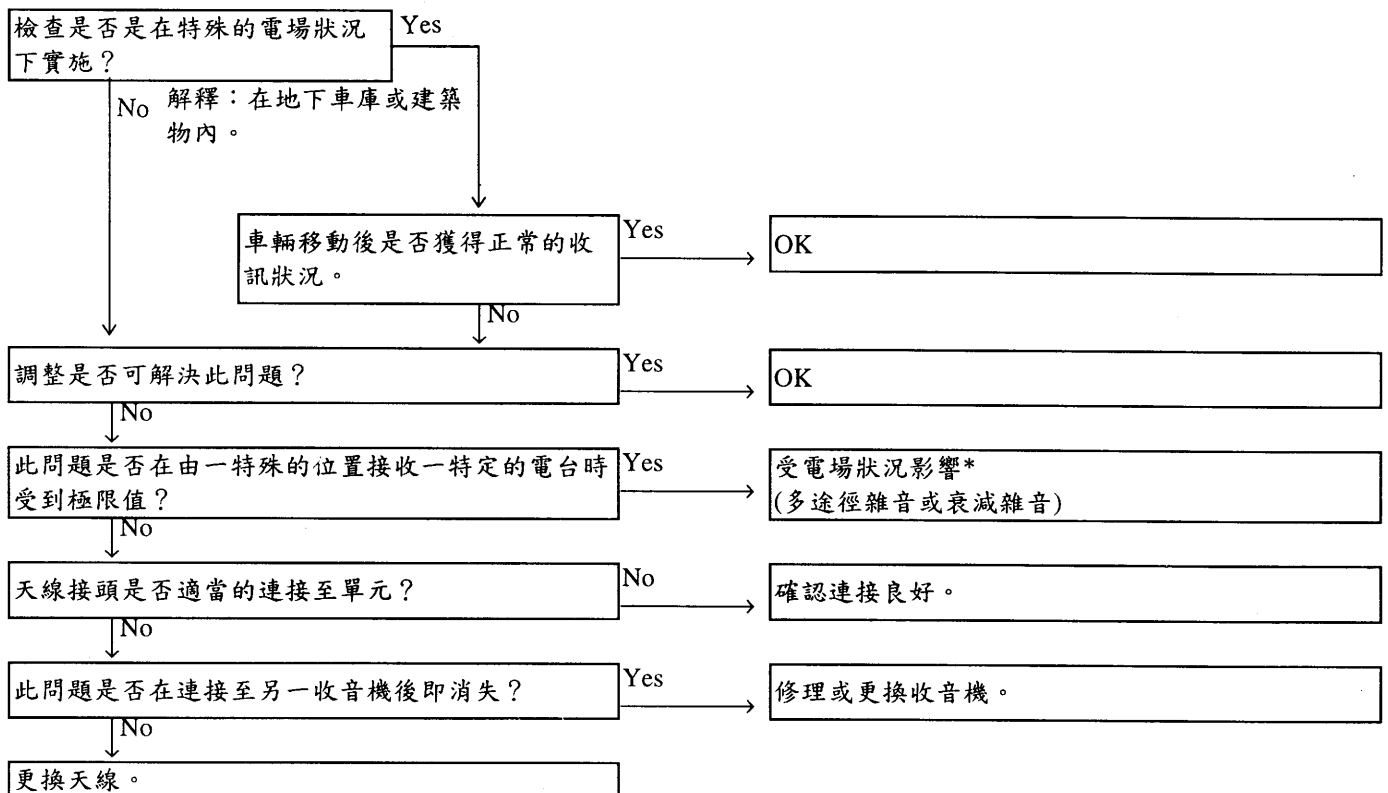 檢查是否是在特殊的電場狀況
下實施？
Yes
No
解釋：在地下車庫或建築
物內。
車輛移動後是否獲得正常的收
訊狀況。
Yes
OK
No
調整是否可解決此問題？
Yes
OK
No
此問題是否在由一特殊的位置接收一特定的電台時
受到極限值？
Yes
受電場狀況影響*
(多途徑雜音或衰減雜音)
No
天線接頭是否適當的連接至單元？
No
確認連接良好。
No
此問題是否在連接至另一收音機後即消失？
Yes
修理或更換收音機。
No
更換天線。